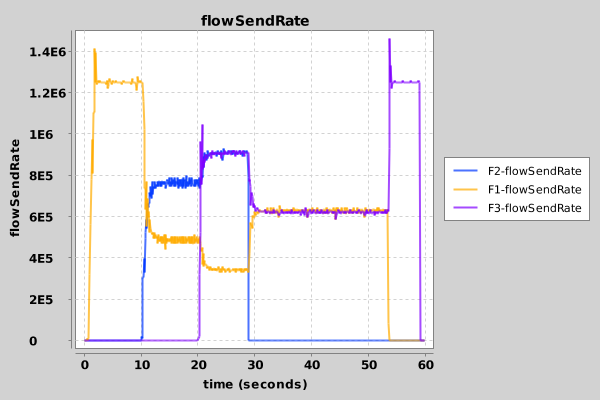 flowSendRate
flowSendRate
1.4E6
1.2E6
1E6
8E5
6E5
4E5
2E5
0
0 10 20 30 40 50 60
time (seconds)
F2-flowSendRate
F1-flowSendRate
F3-flowSendRate